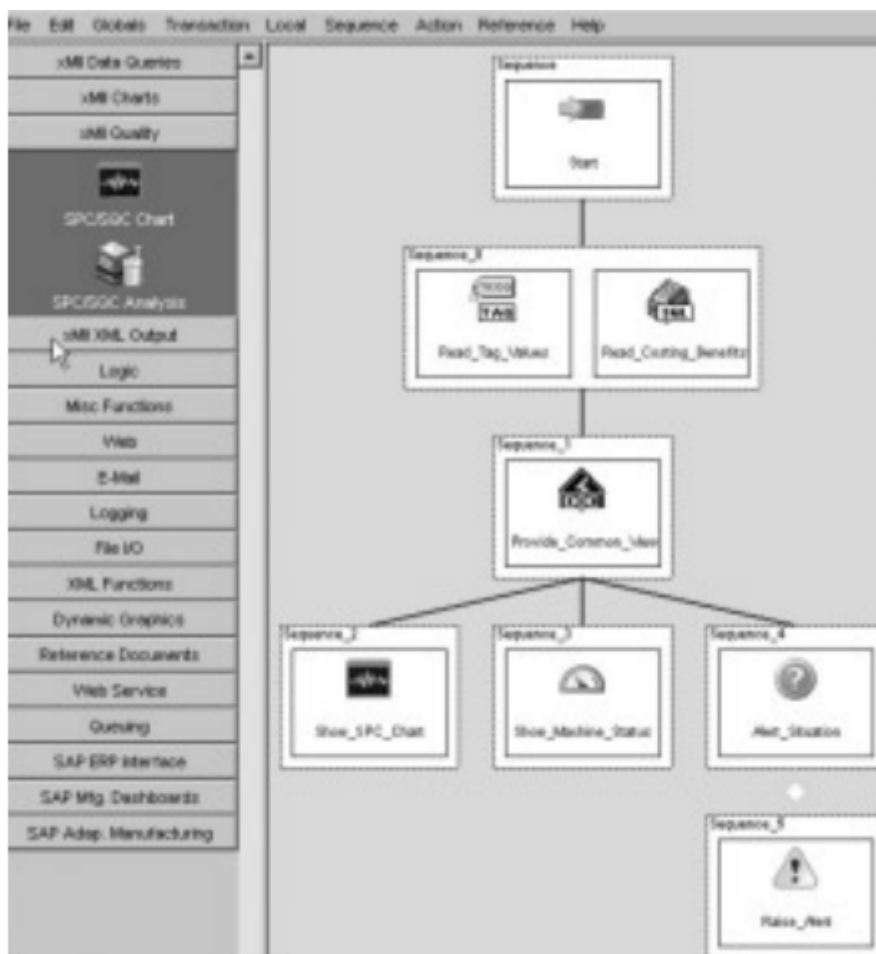 File Edit Globals Transaction Local Sequence Action Reference Help
xMII Data Queries
xMII Charts
xMII Quality
SPC/SQC Chart
SPC/SQC Analysis
xMII XML Output
Logic
Misc Functions
Web
E-Mail
Logging
File I/O
XML Functions
Dynamic Graphics
Reference Documents
Web Service
Queuing
SAP ERP Interface
SAP Mfg. Dashboards
SAP Adap. Manufacturing
Sequence
Start
Sequence_0
TAG
Read_Tag_Values
XML
Read_Costing_Benefits
Sequence_1
Provide_Common_View
Sequence_2
Show_SPC_Chart
Sequence_3
Show_Machine_Status
Sequence_4
Alert_Situation
Sequence_5
Raise_Alert